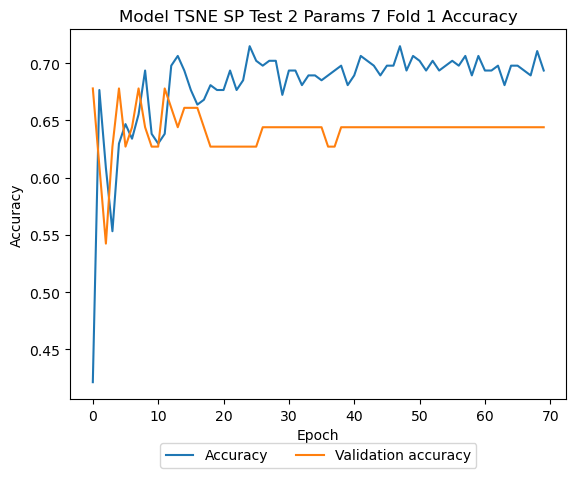 Model TSNE SP Test 2 Params 7 Fold 1 Accuracy
Accuracy
0.70
0.65
0.60
0.55
0.50
0.45
0 10 20 30 40 50 60 70
Epoch
Accuracy Validation accuracy